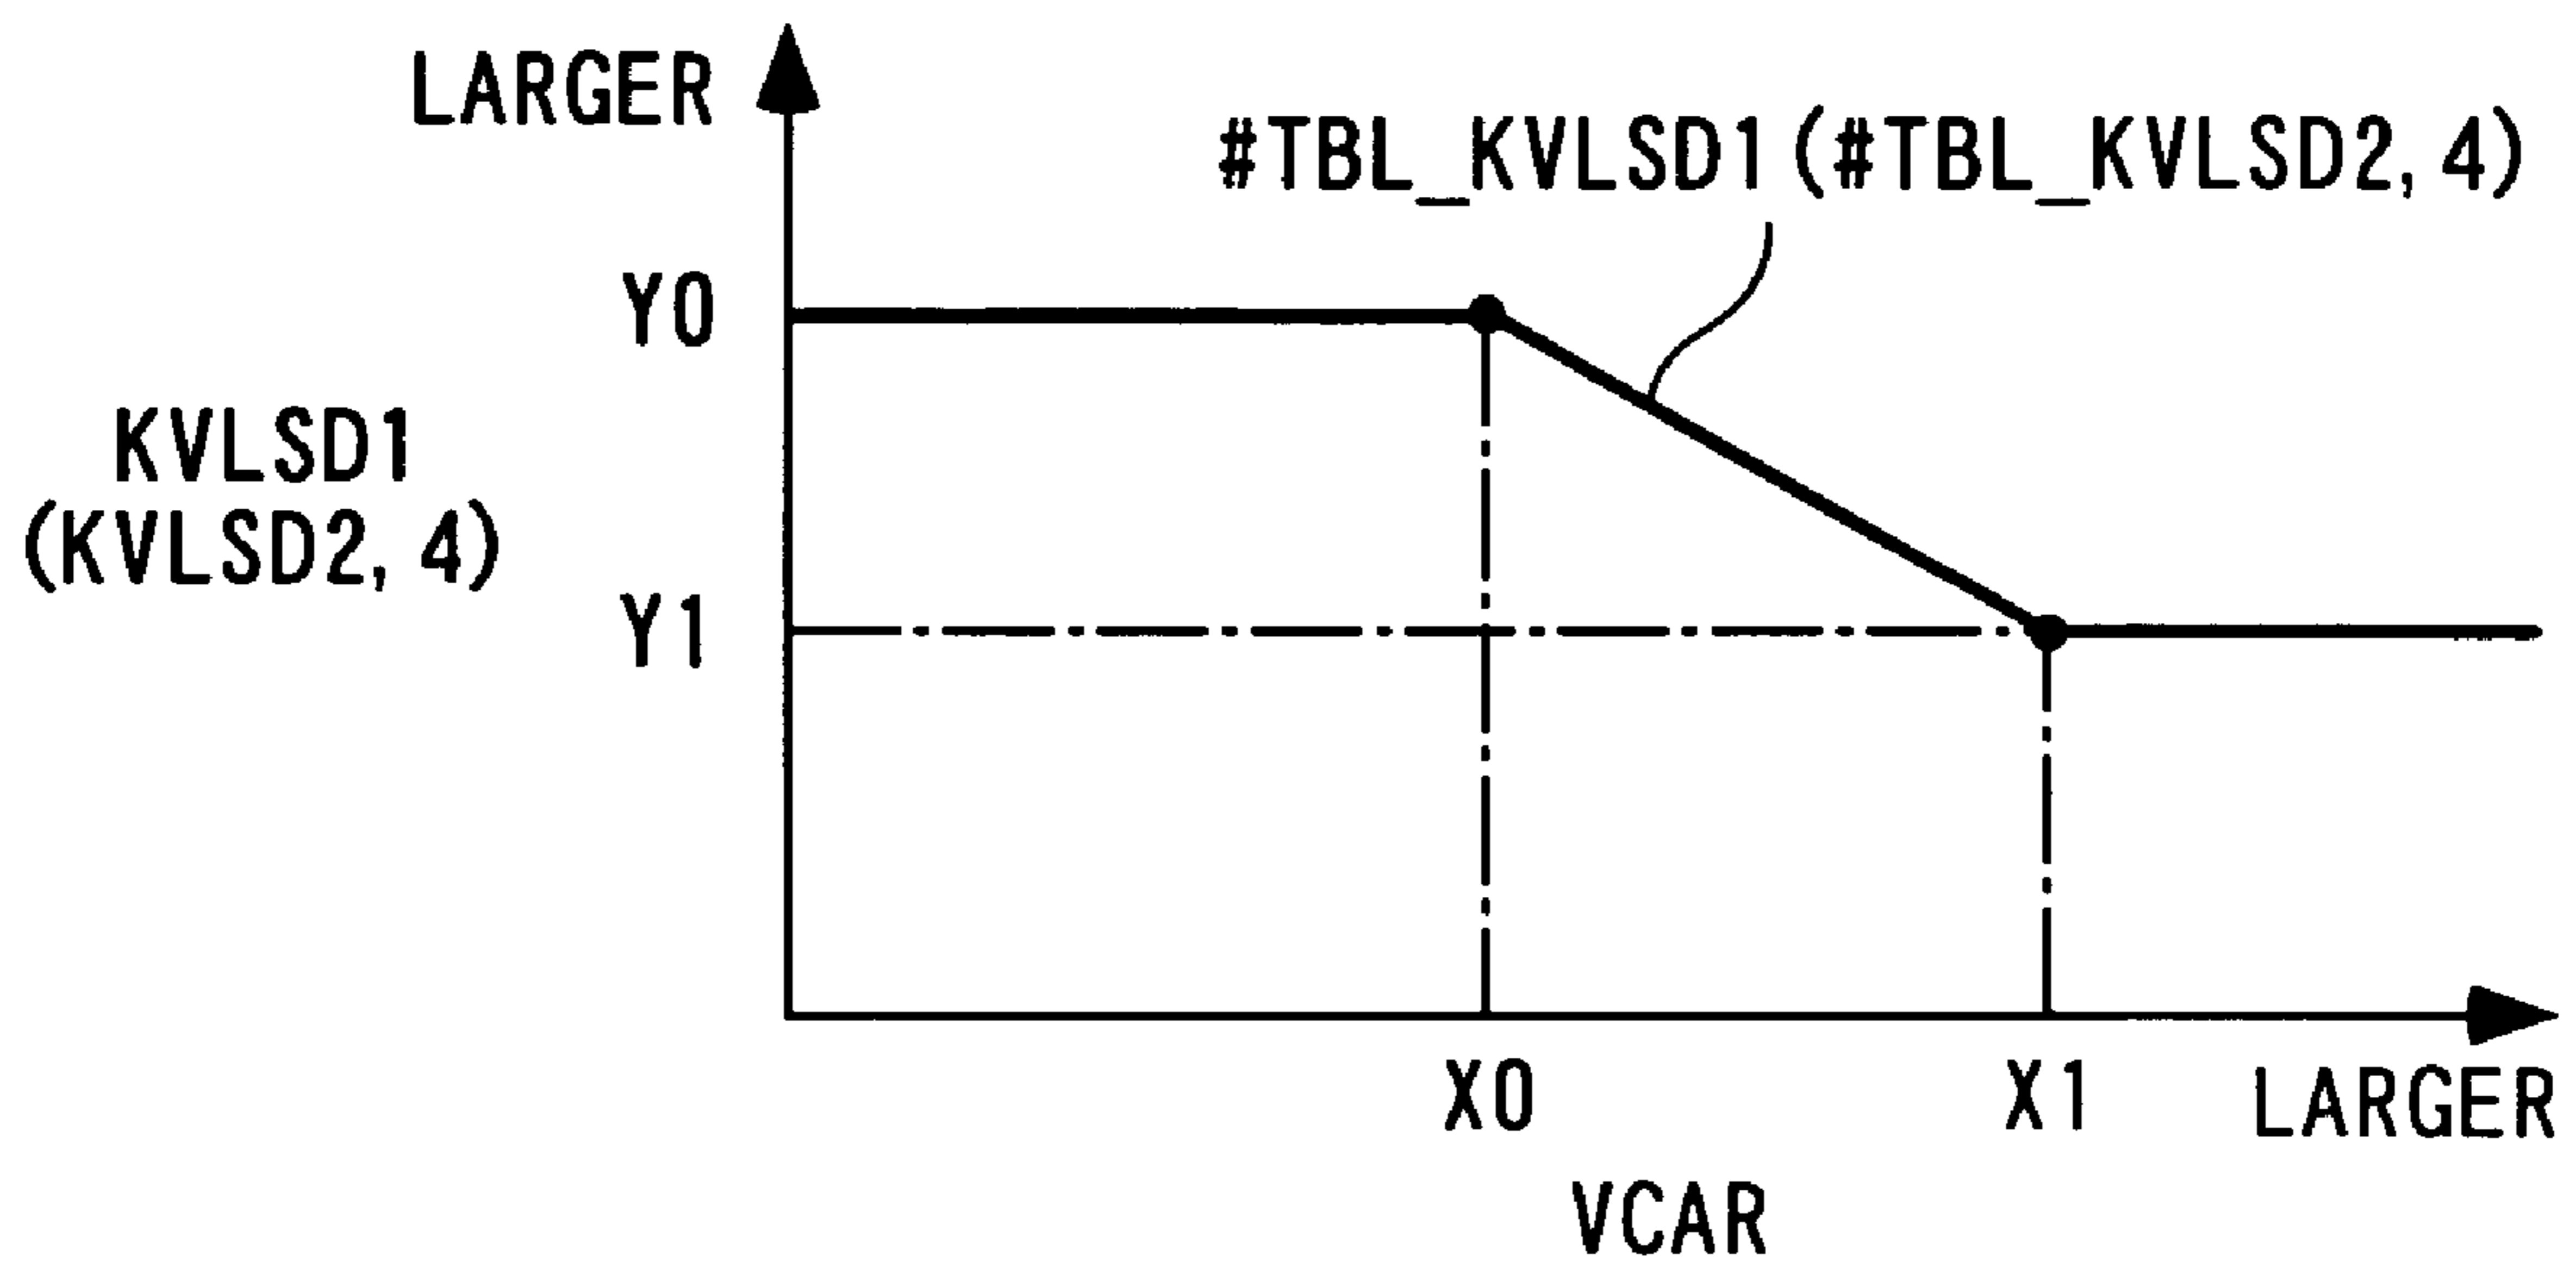 LARGER
#TBL_KVLSD1(#TBL_KVLSD2,4)
Y0
KVLSD1
(KVLSD2,4)
Y1
X0
X1
LARGER
VCAR